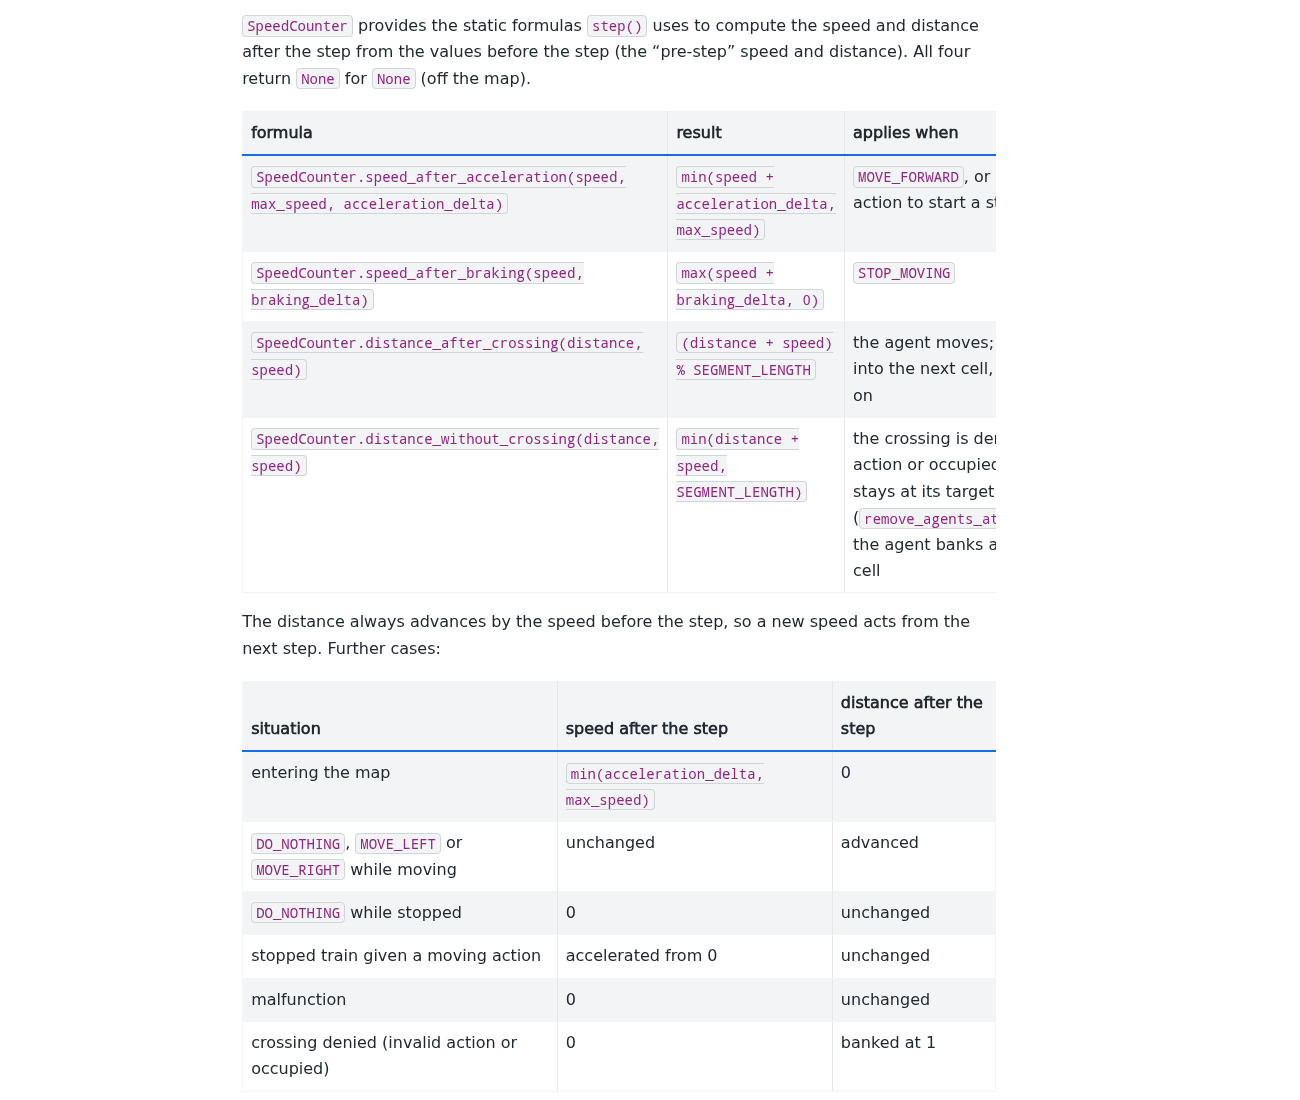 SpeedCounter provides the static formulas step() uses to compute the speed and distance
after the step from the values before the step (the “pre-step” speed and distance). All four
return None for None (off the map).
formula result applies when
SpeedCounter.speed_after_acceleration(speed, max_speed, acceleration_delta)
min(speed + acceleration_delta, max_speed)
MOVE_FORWARD, or
action to start a
SpeedCounter.speed_after_braking(speed, braking_delta)
max(speed + braking_delta, 0)
STOP_MOVING
SpeedCounter.distance_after_crossing(distance, speed)
(distance + speed) % SEGMENT_LENGTH
the agent moves;
into the next cell,
on
SpeedCounter.distance_without_crossing(distance, speed)
min(distance + speed, SEGMENT_LENGTH)
the crossing is
action or occupied
stays at its target
(remove_agents_at
the agent banks a
cell
The distance always advances by the speed before the step, so a new speed acts from the
next step. Further cases:
situation speed after the step distance after the step
entering the map min(acceleration_delta, max_speed) 0
DO_NOTHING, MOVE_LEFT or MOVE_RIGHT while moving unchanged advanced
DO_NOTHING while stopped 0 unchanged
stopped train given a moving action accelerated from 0 unchanged
malfunction 0 unchanged
crossing denied (invalid action or occupied) 0 banked at 1